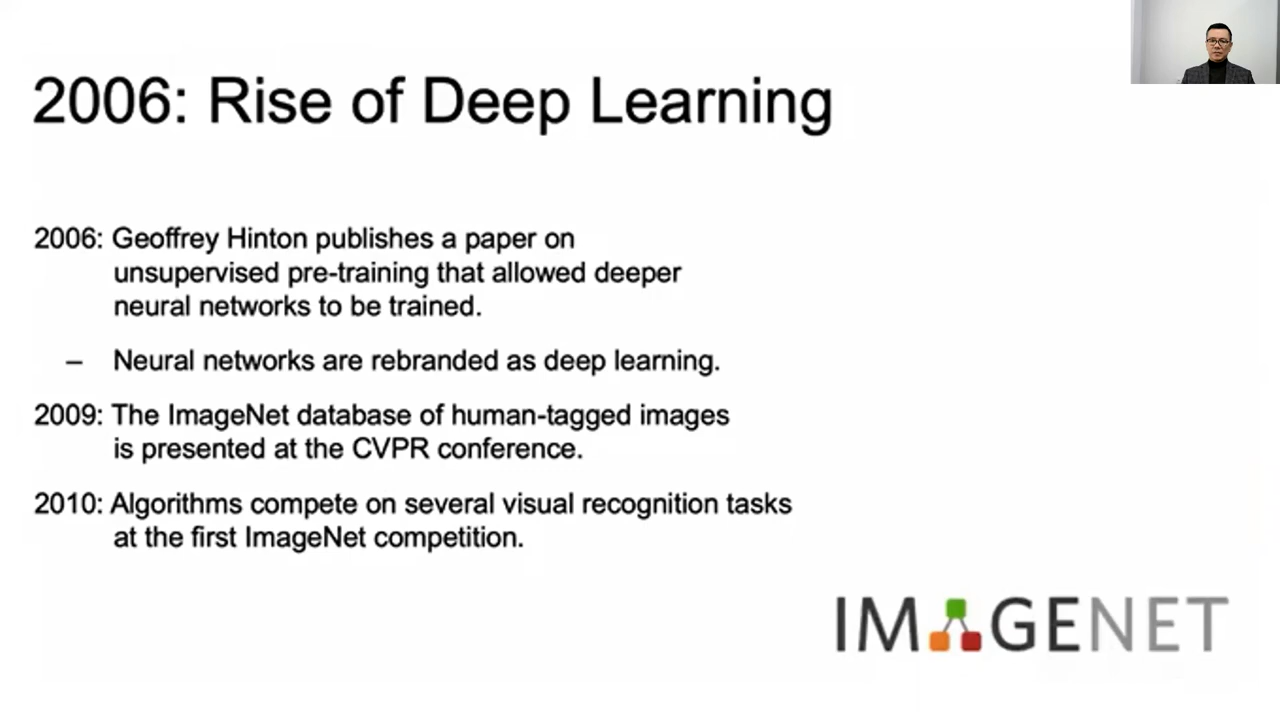 2006: Rise of Deep Learning
2006: Geoffrey Hinton publishes a paper on
unsupervised pre-training that allowed deeper
neural networks to be trained.
– Neural networks are rebranded as deep learning.
2009: The ImageNet database of human-tagged images
is presented at the CVPR conference.
2010: Algorithms compete on several visual recognition tasks
at the first ImageNet competition.
IMAGENET